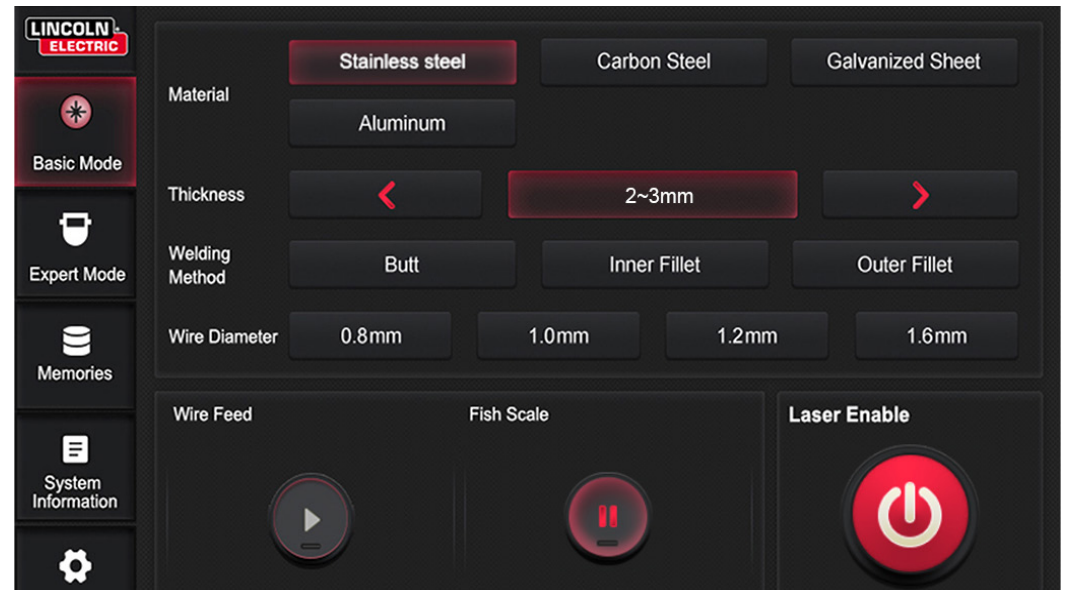 LINCOLN
ELECTRIC
Basic Mode
Expert Mode
Memories
System
Information
Material
Stainless steel
Carbon Steel
Galvanized Sheet
Aluminum
Thickness
2~3mm
Welding
Method
Butt
Inner Fillet
Outer Fillet
Wire Diameter
0.8mm
1.0mm
1.2mm
1.6mm
Wire Feed
Fish Scale
Laser Enable